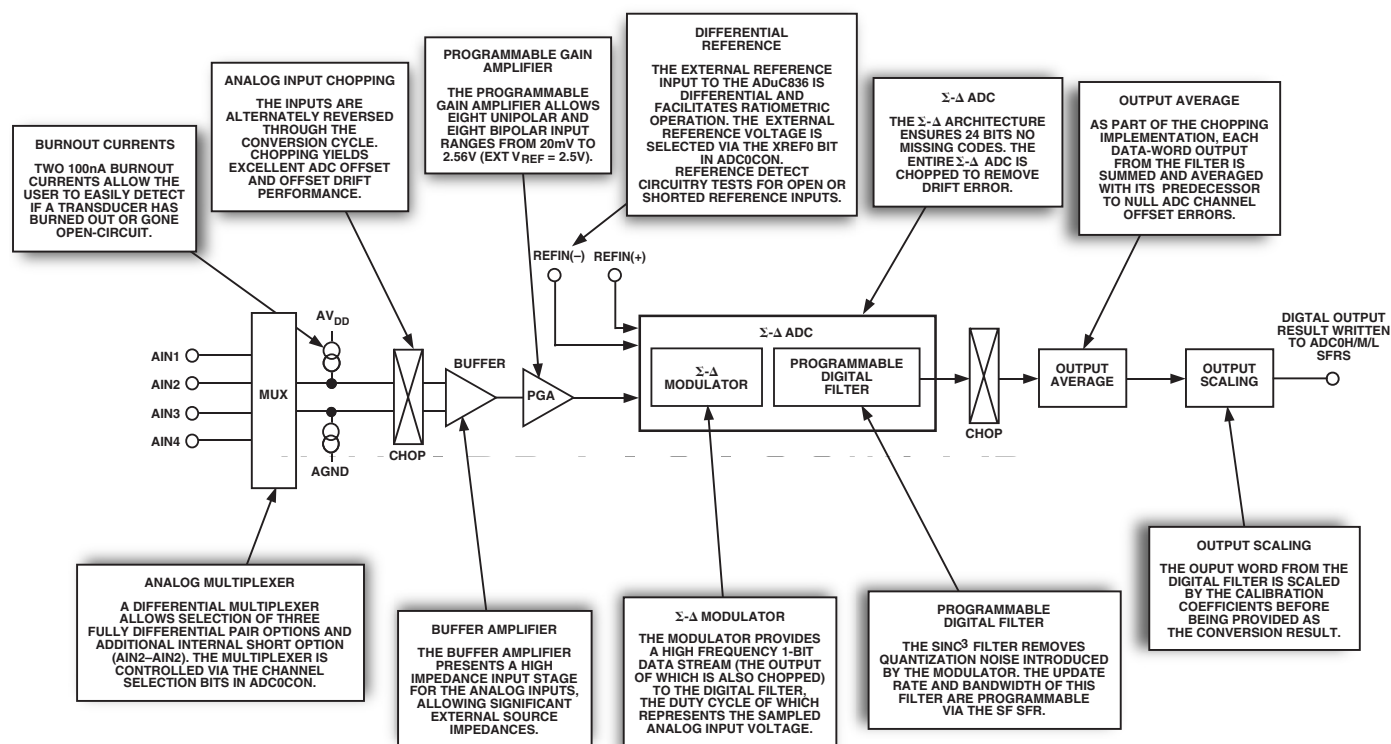 DIFFERENTIAL
REFERENCE
THE EXTERNAL REFERENCE
INPUT TO THE ADuC836 IS
DIFFERENTIAL AND
FACILITATES RATIOMETRIC
OPERATION. THE EXTERNAL
REFERENCE VOLTAGE IS
SELECTED VIA THE XREF0 BIT
IN ADC0CON.
REFERENCE DETECT
CIRCUITRY TESTS FOR OPEN OR
SHORTED REFERENCE INPUTS.
PROGRAMMABLE GAIN
AMPLIFIER
THE PROGRAMMABLE
GAIN AMPLIFIER ALLOWS
EIGHT UNIPOLAR AND
EIGHT BIPOLAR INPUT
RANGES FROM 20mV TO
2.56V (EXT VREF = 2.5V).
ANALOG INPUT CHOPPING
THE INPUTS ARE
ALTERNATELY REVERSED
THROUGH THE
CONVERSION CYCLE.
CHOPPING YIELDS
EXCELLENT ADC OFFSET
AND OFFSET DRIFT
PERFORMANCE.
BURNOUT CURRENTS
TWO 100nA BURNOUT
CURRENTS ALLOW THE
USER TO EASILY DETECT
IF A TRANSDUCER HAS
BURNED OUT OR GONE
OPEN-CIRCUIT.
Σ-Δ ADC
THE Σ-Δ ARCHITECTURE
ENSURES 24 BITS NO
MISSING CODES. THE
ENTIRE Σ-Δ ADC IS
CHOPPED TO REMOVE
DRIFT ERROR.
OUTPUT AVERAGE
AS PART OF THE CHOPPING
IMPLEMENTATION, EACH
DATA-WORD OUTPUT
FROM THE FILTER IS
SUMMED AND AVERAGED
WITH ITS PREDECESSOR
TO NULL ADC CHANNEL
OFFSET ERRORS.
REFIN(–) REFIN(+)
AVDD
AIN1
AIN2
AIN3
AIN4
MUX
AGND
CHOP
BUFFER
PGA
Σ-Δ ADC
Σ-Δ
MODULATOR
PROGRAMMABLE
DIGITAL
FILTER
CHOP
OUTPUT
AVERAGE
OUTPUT
SCALING
DIGTAL OUTPUT
RESULT WRITTEN
TO ADC0H/M/L
SFRS
ANALOG MULTIPLEXER
A DIFFERENTIAL MULTIPLEXER
ALLOWS SELECTION OF THREE
FULLY DIFFERENTIAL PAIR OPTIONS AND
ADDITIONAL INTERNAL SHORT OPTION
(AIN2–AIN2). THE MULTIPLEXER IS
CONTROLLED VIA THE CHANNEL
SELECTION BITS IN ADC0CON.
BUFFER AMPLIFIER
THE BUFFER AMPLIFIER
PRESENTS A HIGH
IMPEDANCE INPUT STAGE
FOR THE ANALOG INPUTS,
ALLOWING SIGNIFICANT
EXTERNAL SOURCE
IMPEDANCES.
Σ-Δ MODULATOR
THE MODULATOR PROVIDES
A HIGH FREQUENCY 1-BIT
DATA STREAM (THE OUTPUT
OF WHICH IS ALSO CHOPPED)
TO THE DIGITAL FILTER,
THE DUTY CYCLE OF WHICH
REPRESENTS THE SAMPLED
ANALOG INPUT VOLTAGE.
PROGRAMMABLE
DIGITAL FILTER
THE SINC3 FILTER REMOVES
QUANTIZATION NOISE INTRODUCED
BY THE MODULATOR. THE UPDATE
RATE AND BANDWIDTH OF THIS
FILTER ARE PROGRAMMABLE
VIA THE SF SFR.
OUTPUT SCALING
THE OUPUT WORD FROM THE
DIGITAL FILTER IS SCALED
BY THE CALIBRATION
COEFFICIENTS BEFORE
BEING PROVIDED AS
THE CONVERSION RESULT.